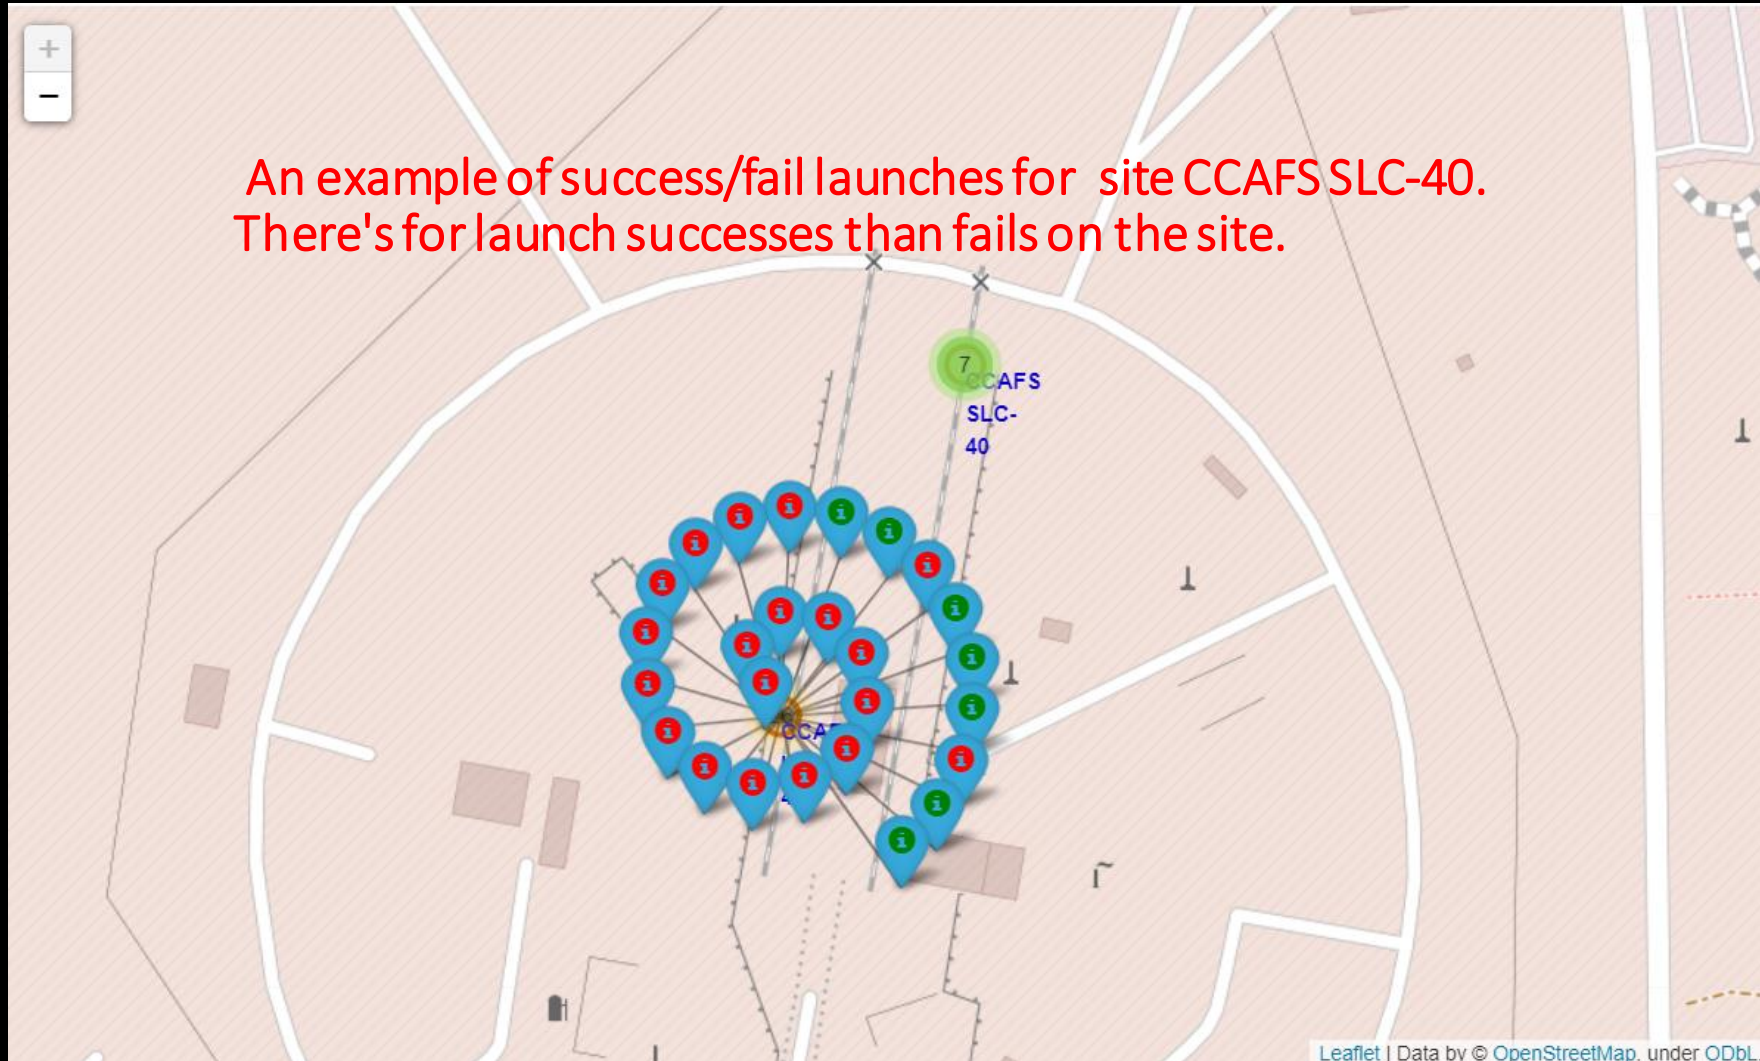 +
−
An example of success/fail launches for site CCAFS SLC-40.
There's for launch successes than fails on the site.
7
CCAFS
SLC-
40
Leaflet | Data by © OpenStreetMap, under ODbL